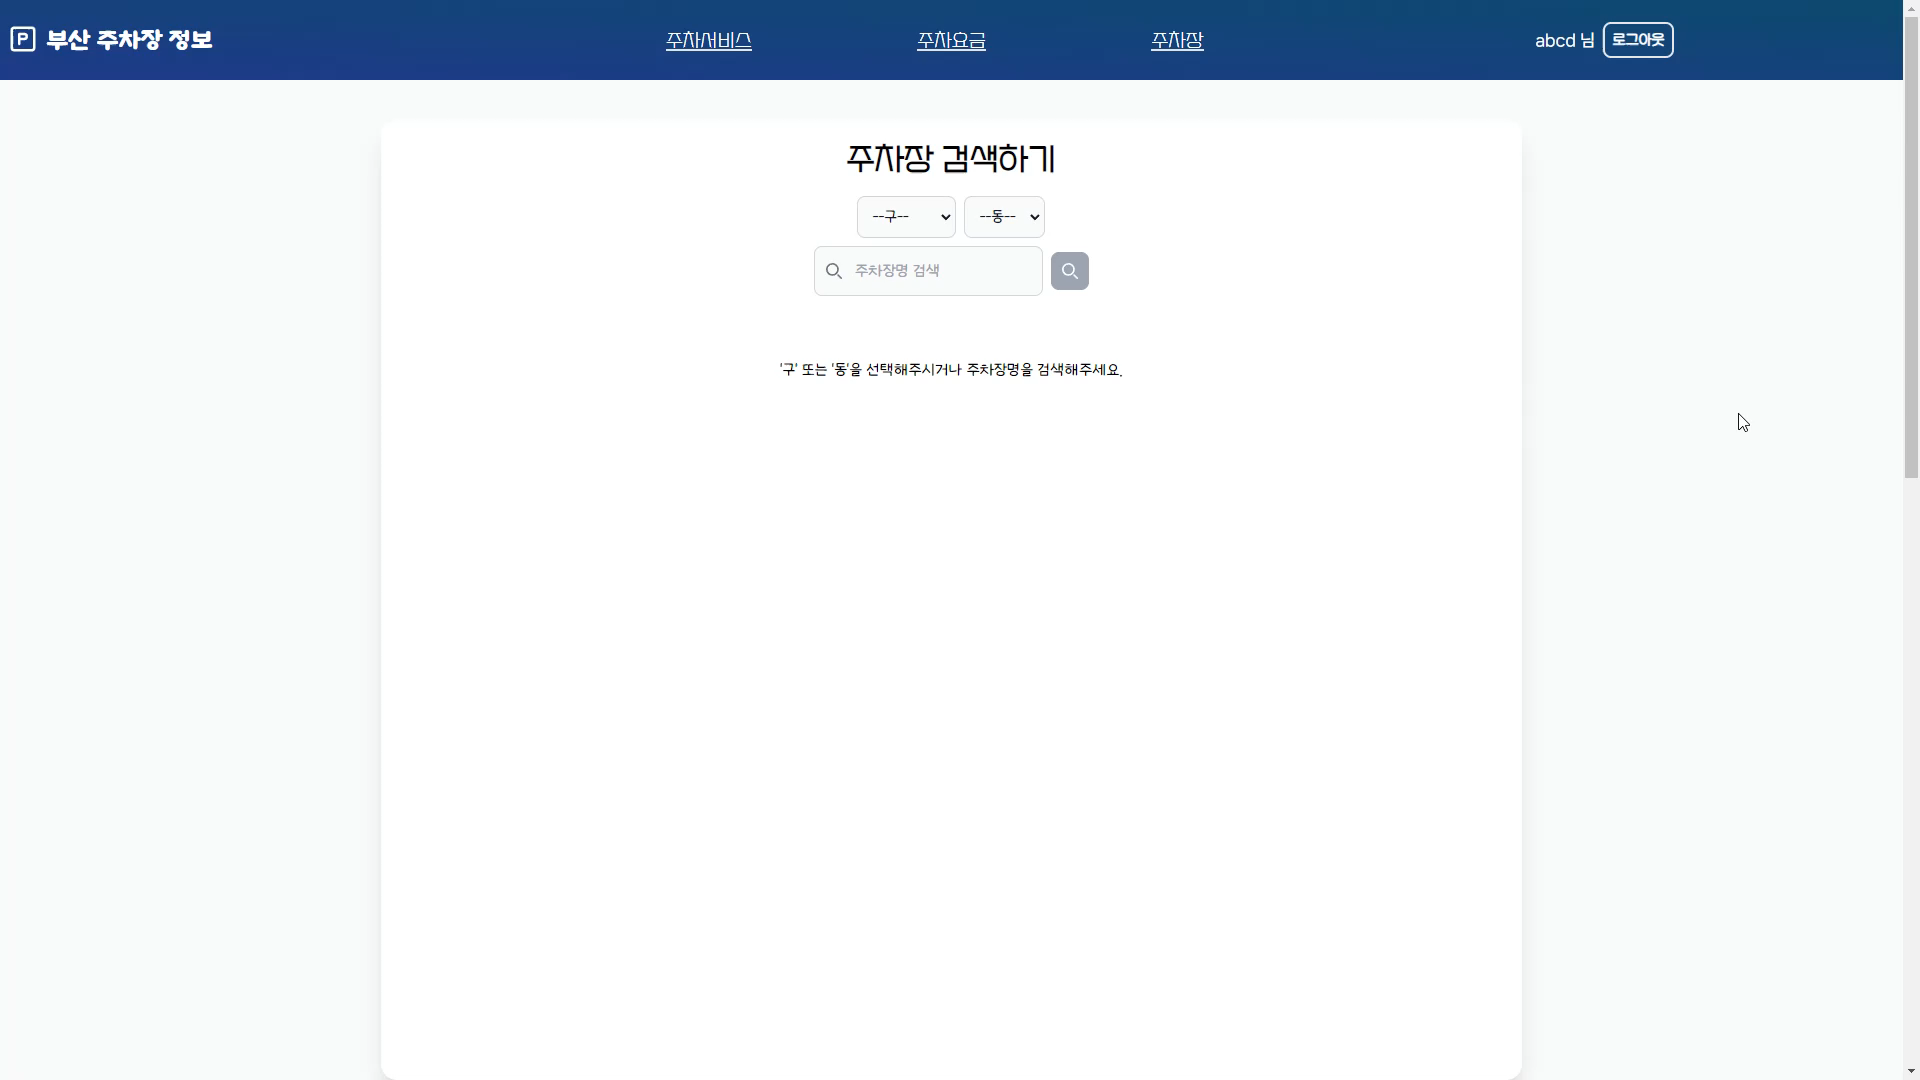 P 부산 주차장 정보
주차서비스 주차요금 주차장
abcd 님 로그아웃
주차장 검색하기
--구-- --동--
주차장명 검색
'구' 또는 '동'을 선택해주시거나 주차장명을 검색해주세요.